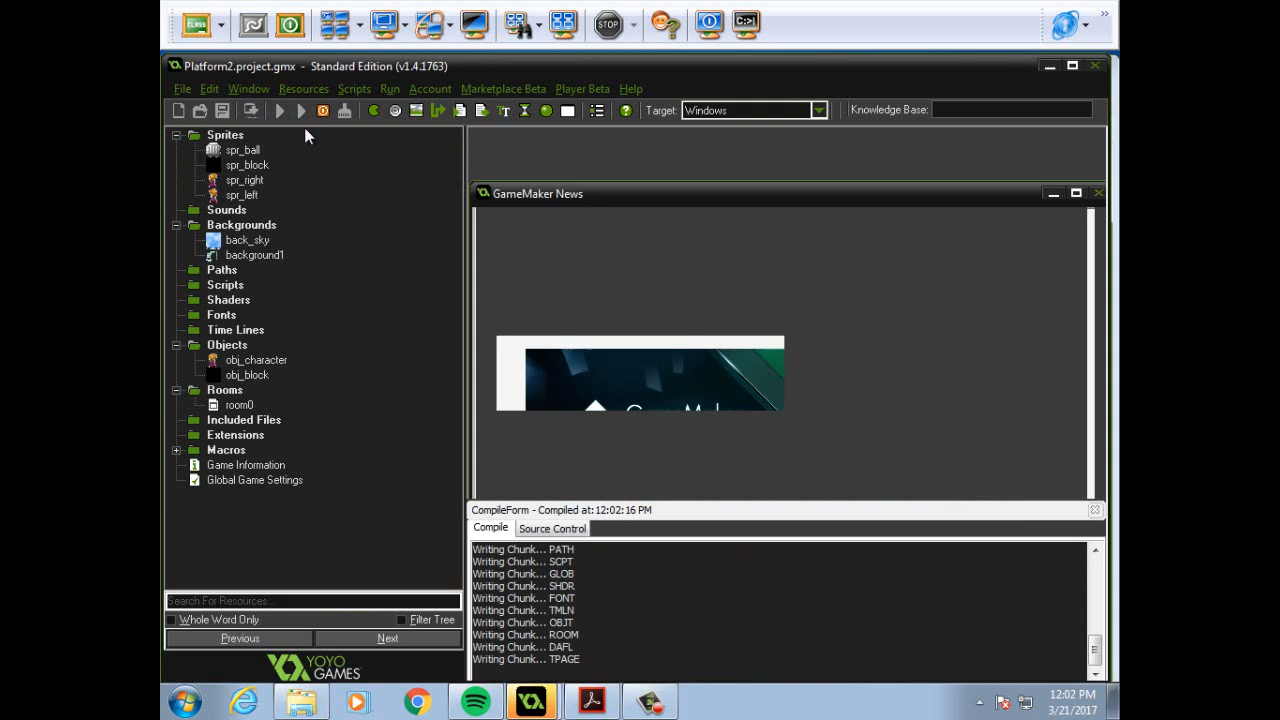 CLASS
STOP
C:\>
»
Platform2.project.gmx - Standard Edition (v1.4.1763)
File Edit Window Resources Scripts Run Account Marketplace Beta Player Beta Help
Target: Windows Knowledge Base:
Sprites
spr_ball
spr_block
spr_right
spr_left
Sounds
Backgrounds
back_sky
background1
Paths
Scripts
Shaders
Fonts
Time Lines
Objects
obj_character
obj_block
Rooms
room0
Included Files
Extensions
Macros
Game Information
Global Game Settings
Search For Resources...
Whole Word Only Filter Tree
Previous Next
YOYO
GAMES™
GameMaker News
GameMaker
CompileForm - Compiled at:12:02:16 PM
Compile Source Control
Writing Chunk... PATH
Writing Chunk... SCPT
Writing Chunk... GLOB
Writing Chunk... SHDR
Writing Chunk... FONT
Writing Chunk... TMLN
Writing Chunk... OBJT
Writing Chunk... ROOM
Writing Chunk... DAFL
Writing Chunk... TPAGE
12:02 PM
3/21/2017